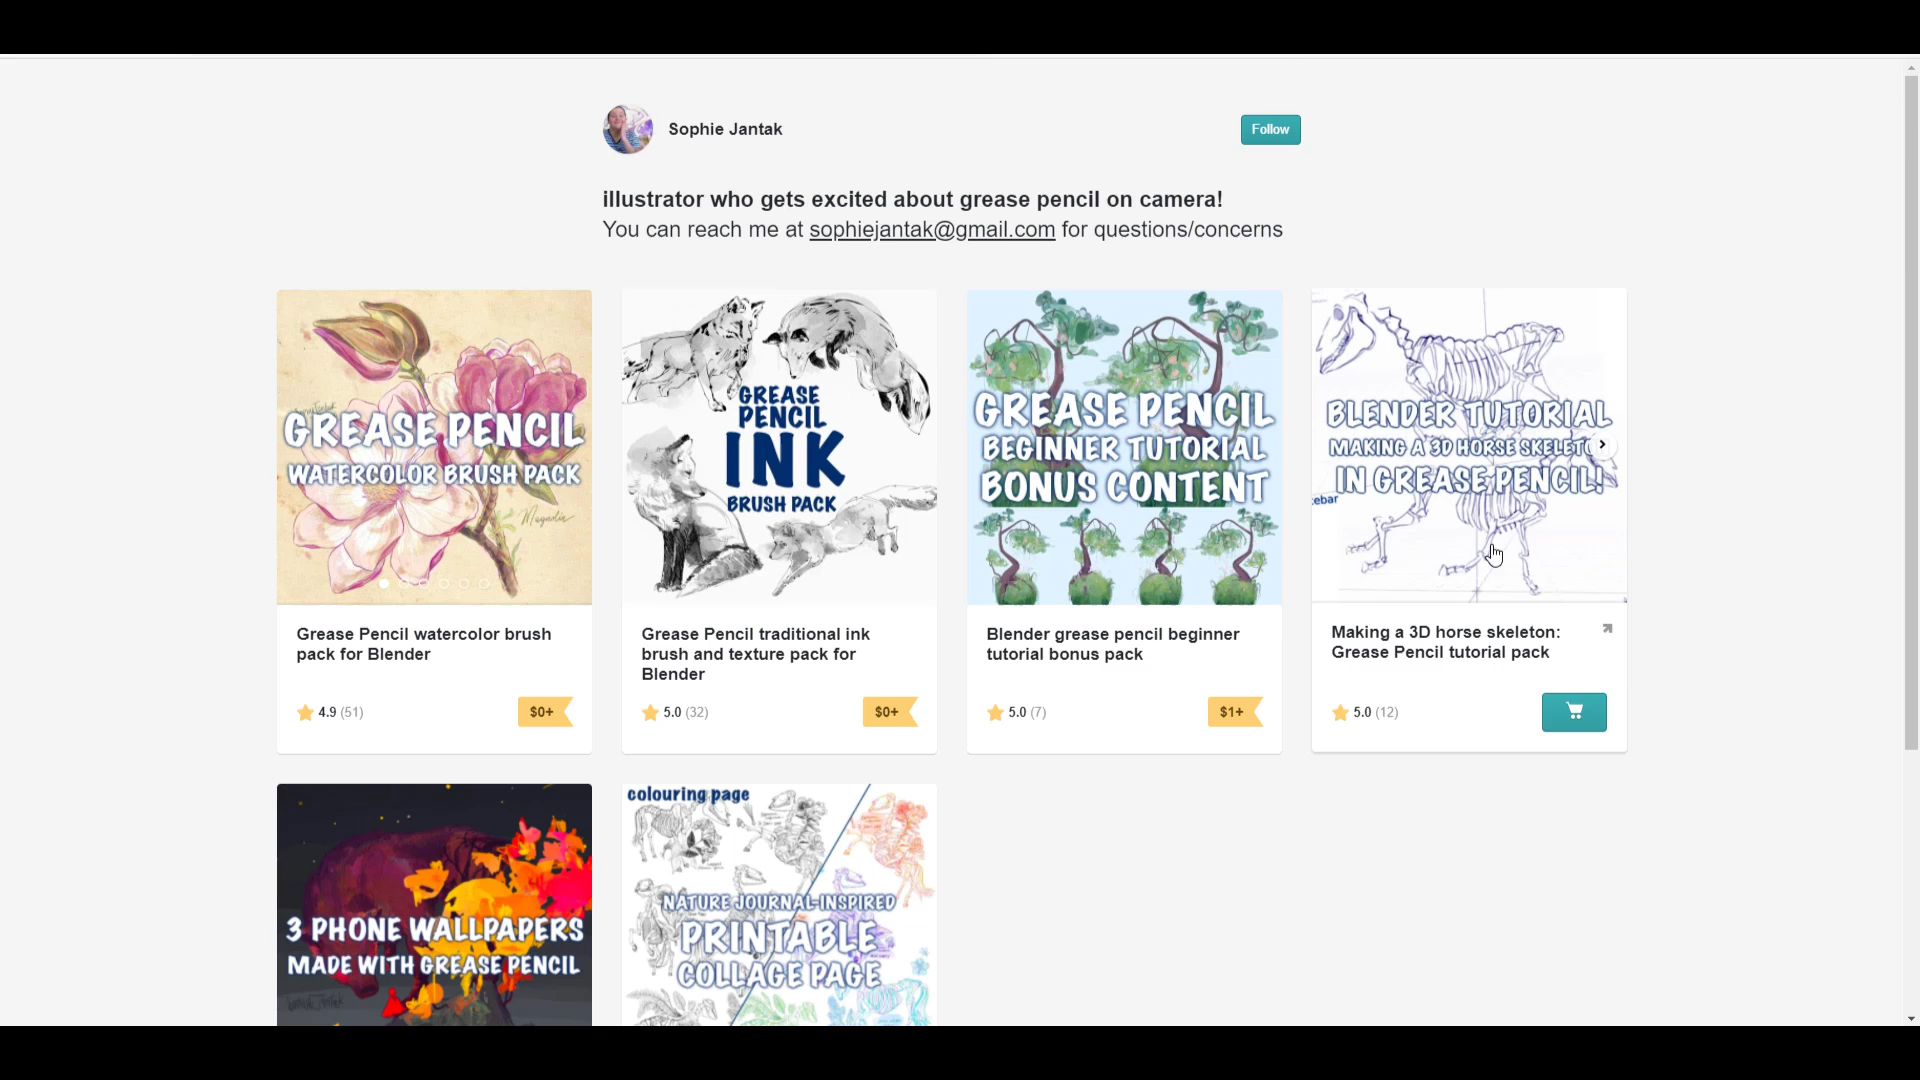 Sophie Jantak
Follow
illustrator who gets excited about grease pencil on camera!
You can reach me at sophiejantak@gmail.com for questions/concerns
GREASE PENCIL
WATERCOLOR BRUSH PACK
Magnolia
Grease Pencil watercolor brush
pack for Blender
4.9 (51)
$0+
GREASE
PENCIL
INK
BRUSH PACK
Grease Pencil traditional ink
brush and texture pack for
Blender
5.0 (32)
$0+
GREASE PENCIL
BEGINNER TUTORIAL
BONUS CONTENT
Blender grease pencil beginner
tutorial bonus pack
5.0 (7)
$1+
BLENDER TUTORIAL
MAKING A 3D HORSE
IN GREASE PENCIL!
Making a 3D horse skeleton:
Grease Pencil tutorial pack
5.0 (12)
3 PHONE WALLPAPERS
MADE WITH GREASE PENCIL
colouring page
NATURE JOURNAL-INSPIRED
PRINTABLE
COLLAGE PAGE